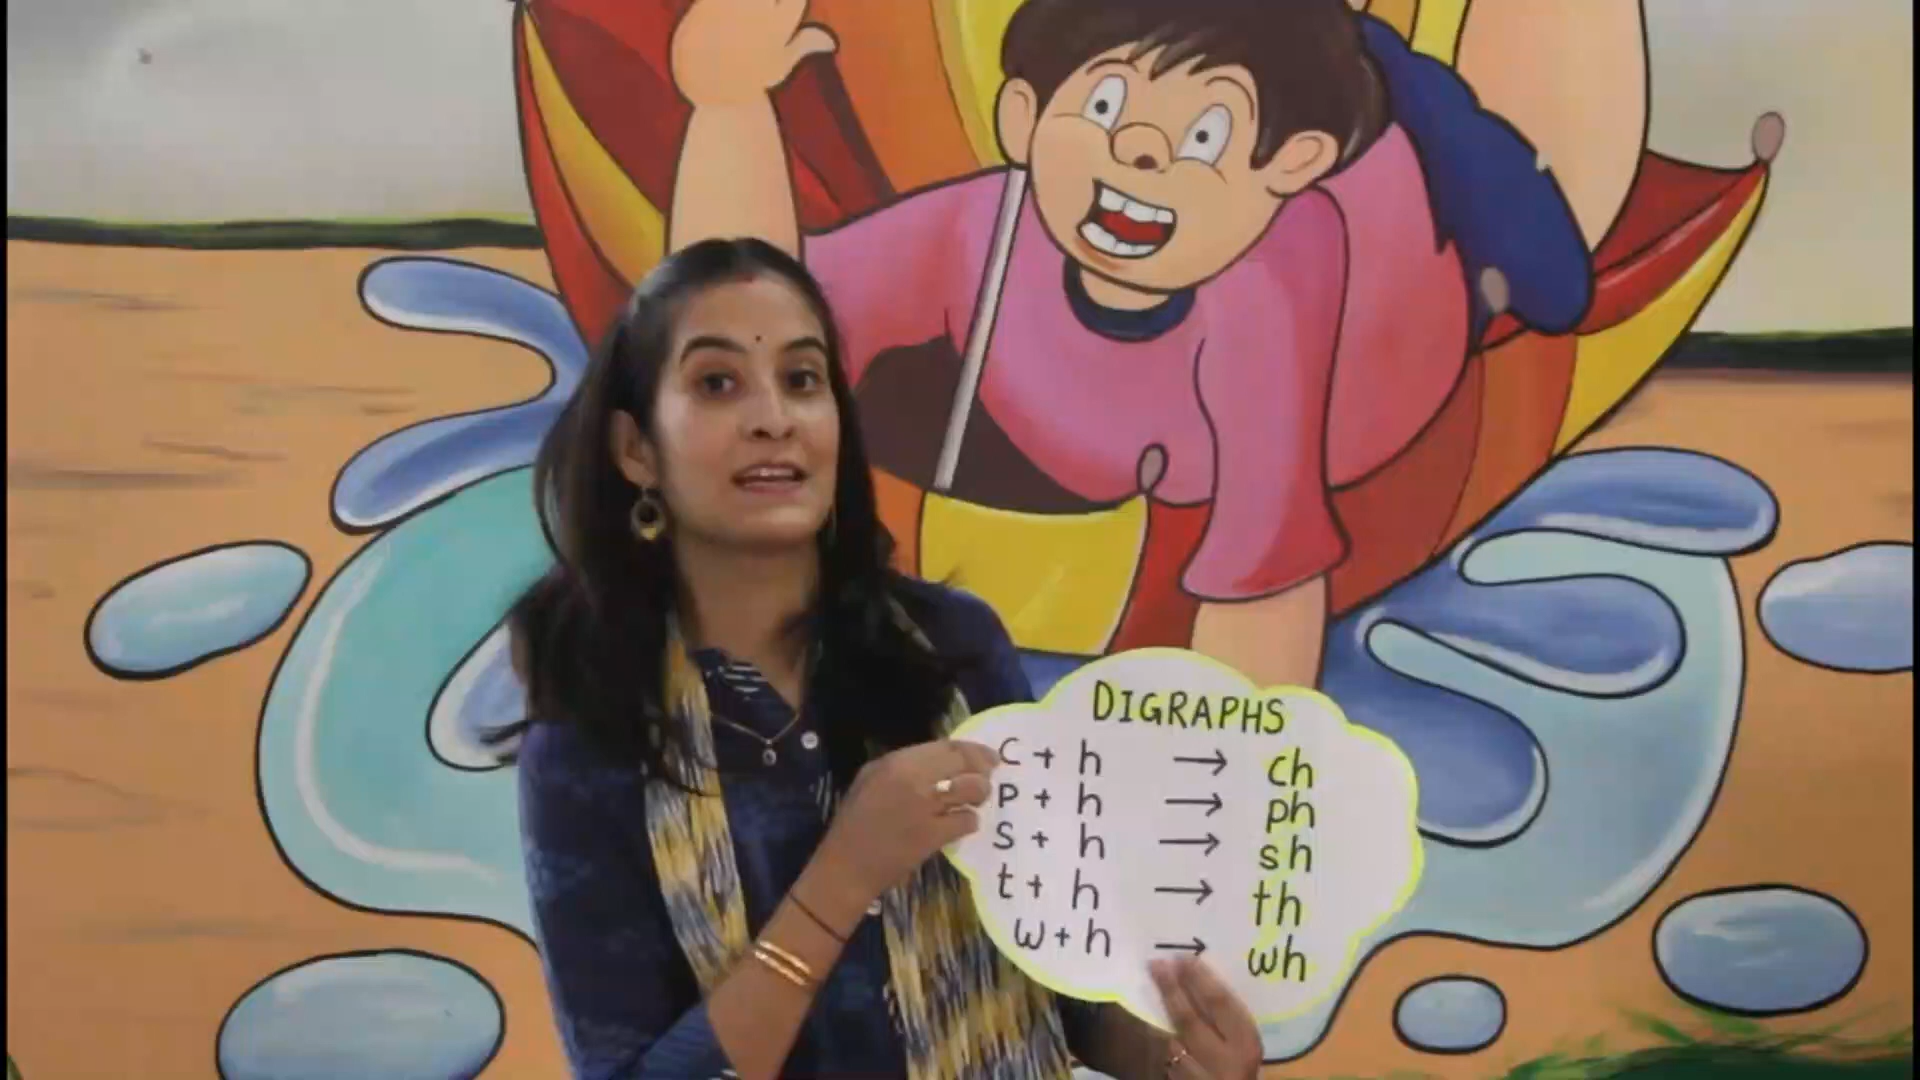 DIGRAPHS
c + h → ch
p + h → ph
s + h → sh
t + h → th
w + h → wh